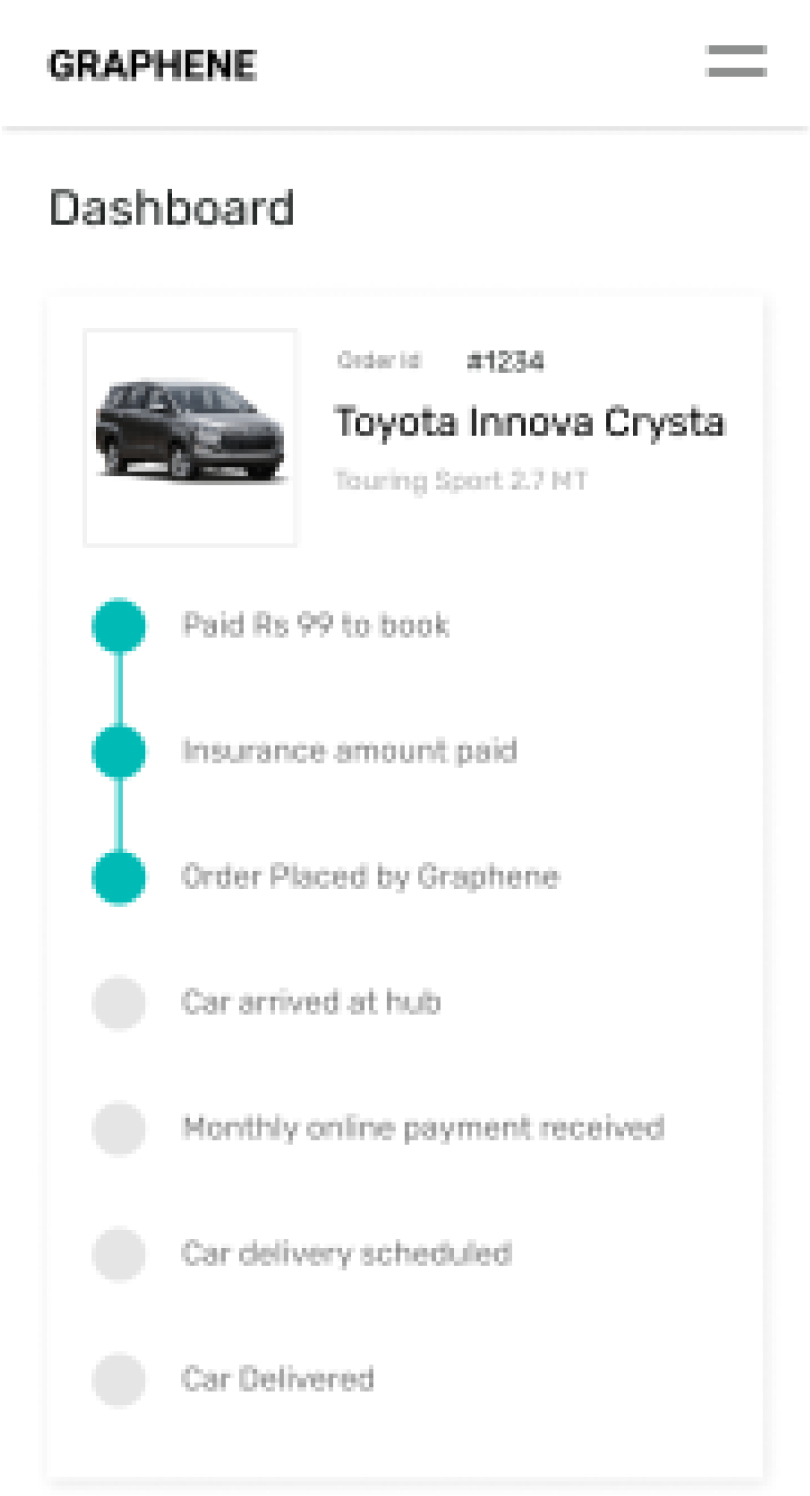 GRAPHENE
Dashboard
Order Id #1234
Toyota Innova Crysta
Touring Sport 2.7 MT
Paid Rs 99 to book
Insurance amount paid
Order Placed by Graphene
Car arrived at hub
Monthly online payment received
Car delivery scheduled
Car Delivered